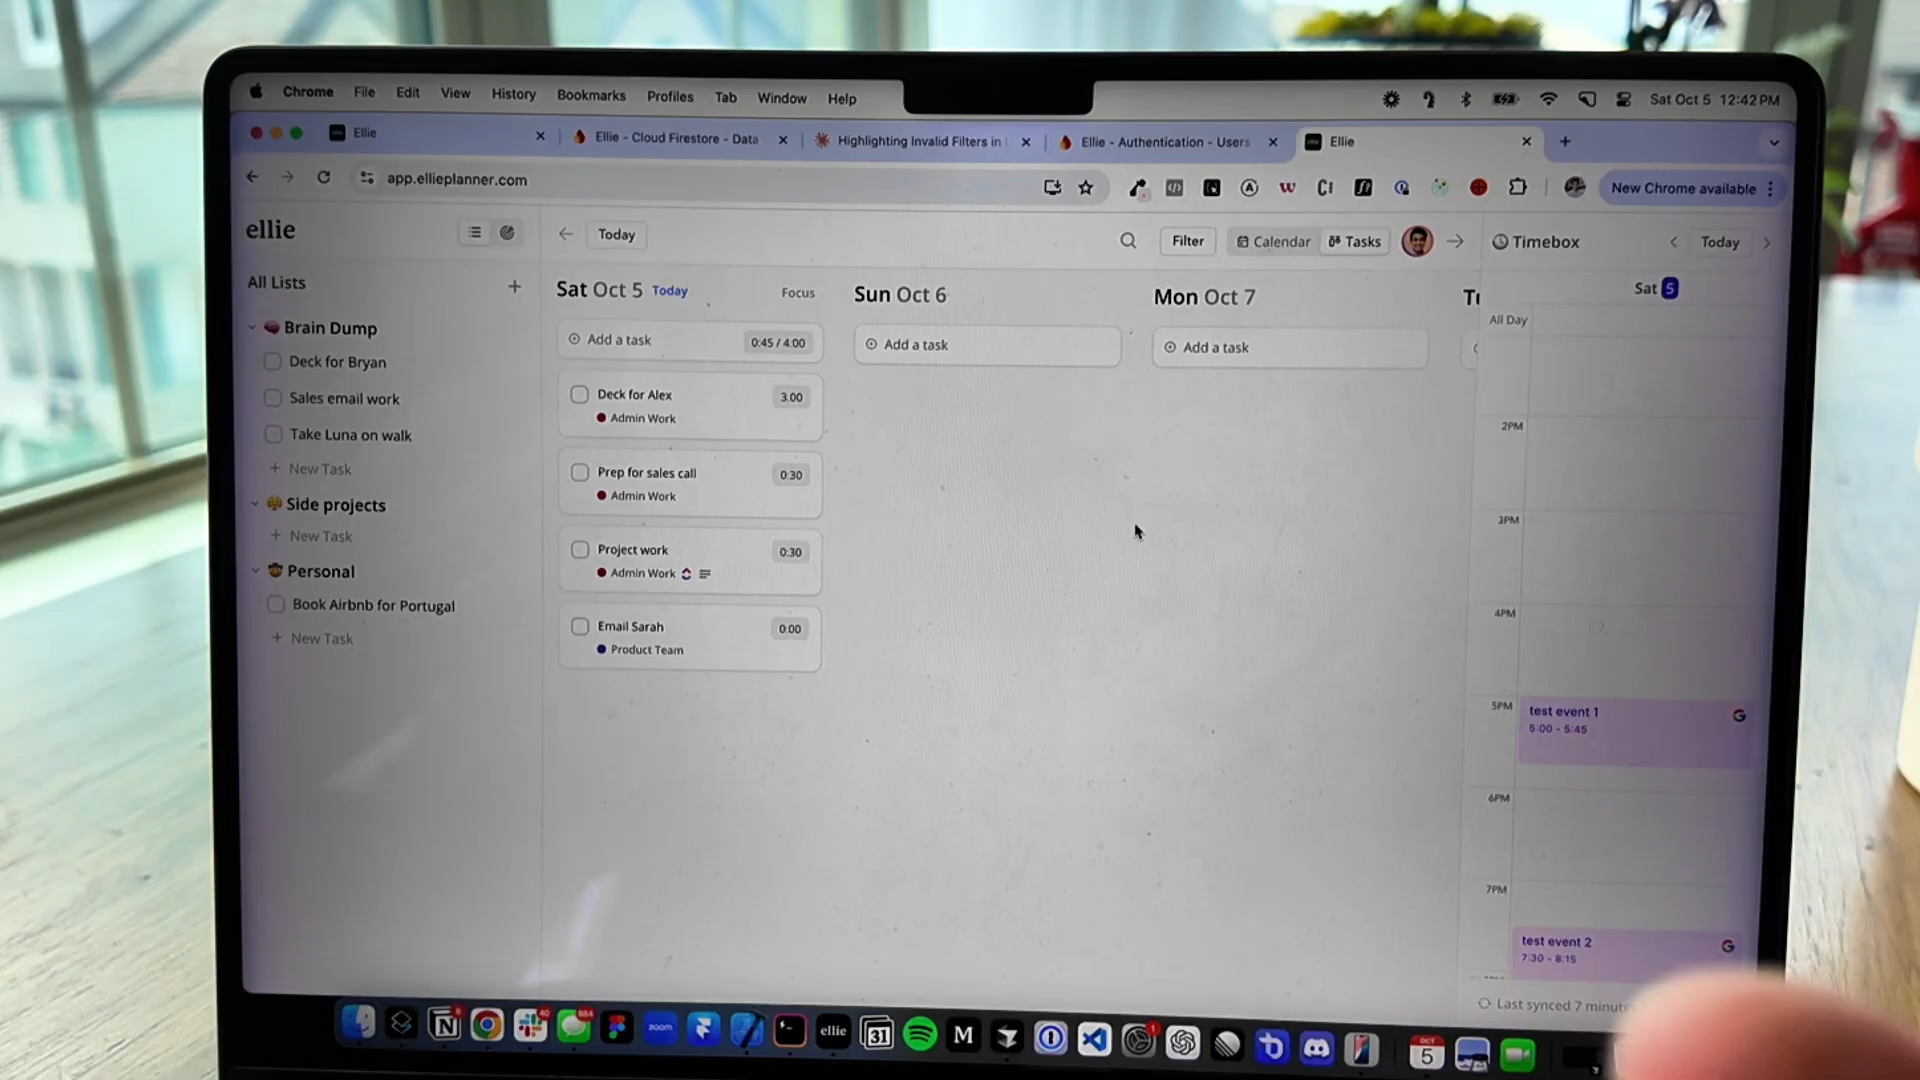 Chrome File Edit View History Bookmarks Profiles Tab Window Help
Sat Oct 5 12:42 PM
Ellie
Ellie - Cloud Firestore - Data
Highlighting Invalid Filters in
Ellie - Authentication - Users
Ellie
app.ellieplanner.com
New Chrome available
ellie
Today
Filter
Calendar
Tasks
Timebox
Today
All Lists
Brain Dump
Deck for Bryan
Sales email work
Take Luna on walk
+ New Task
Side projects
+ New Task
Personal
Book Airbnb for Portugal
+ New Task
Sat Oct 5 Today
Focus
Add a task
0:45 / 4:00
Deck for Alex
3:00
Admin Work
Prep for sales call
0:30
Admin Work
Project work
0:30
Admin Work
Email Sarah
0:00
Product Team
Sun Oct 6
Add a task
Mon Oct 7
Add a task
Sat 5
All Day
2PM
3PM
4PM
5PM
test event 1
5:00 - 5:45
6PM
7PM
test event 2
7:30 - 8:15
Last synced 7 minut
zoom
ellie
31
OCT
5